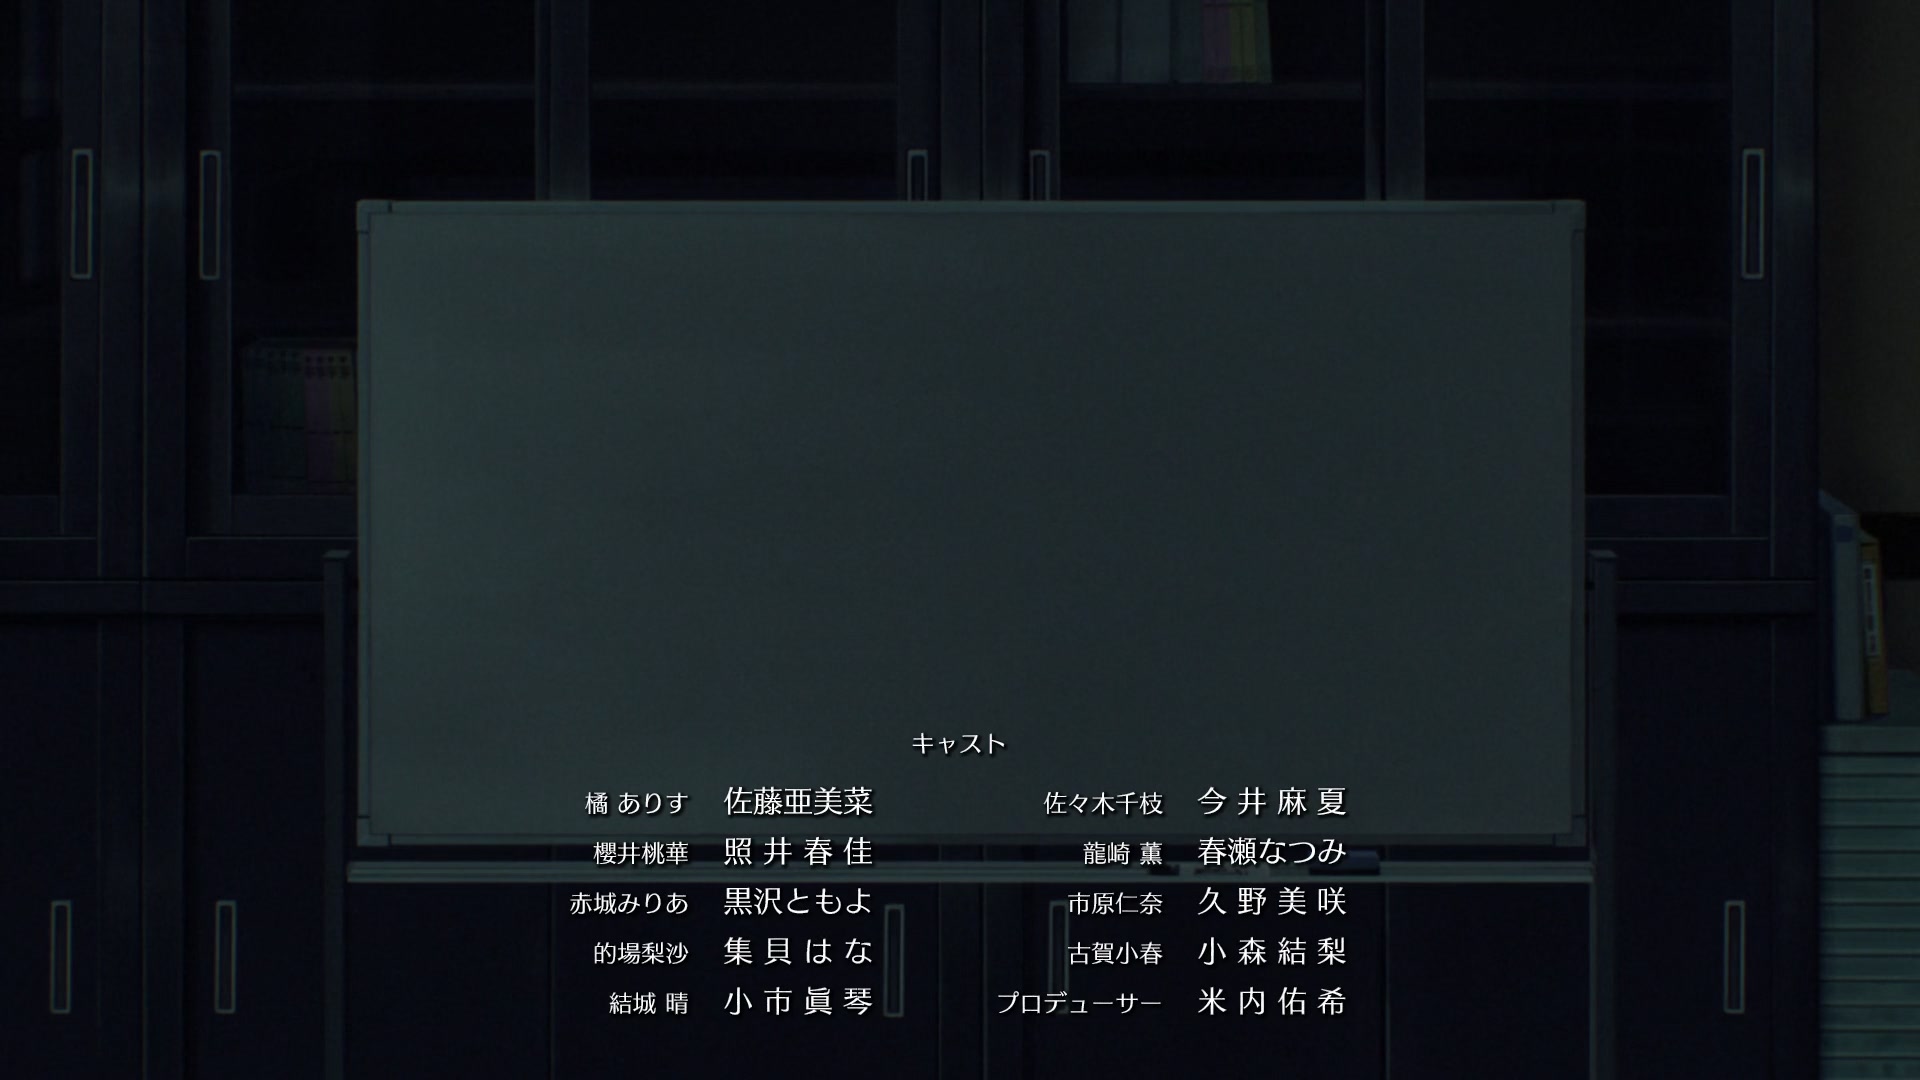 キャスト
橘 ありす 佐藤亜美菜 佐々木千枝 今井麻夏
櫻井桃華 照井春佳 龍崎 薫 春瀬なつみ
赤城みりあ 黒沢ともよ 市原仁奈 久野美咲
的場梨沙 集貝はな 古賀小春 小森結梨
結城 晴 小市眞琴 プロデューサー 米内佑希